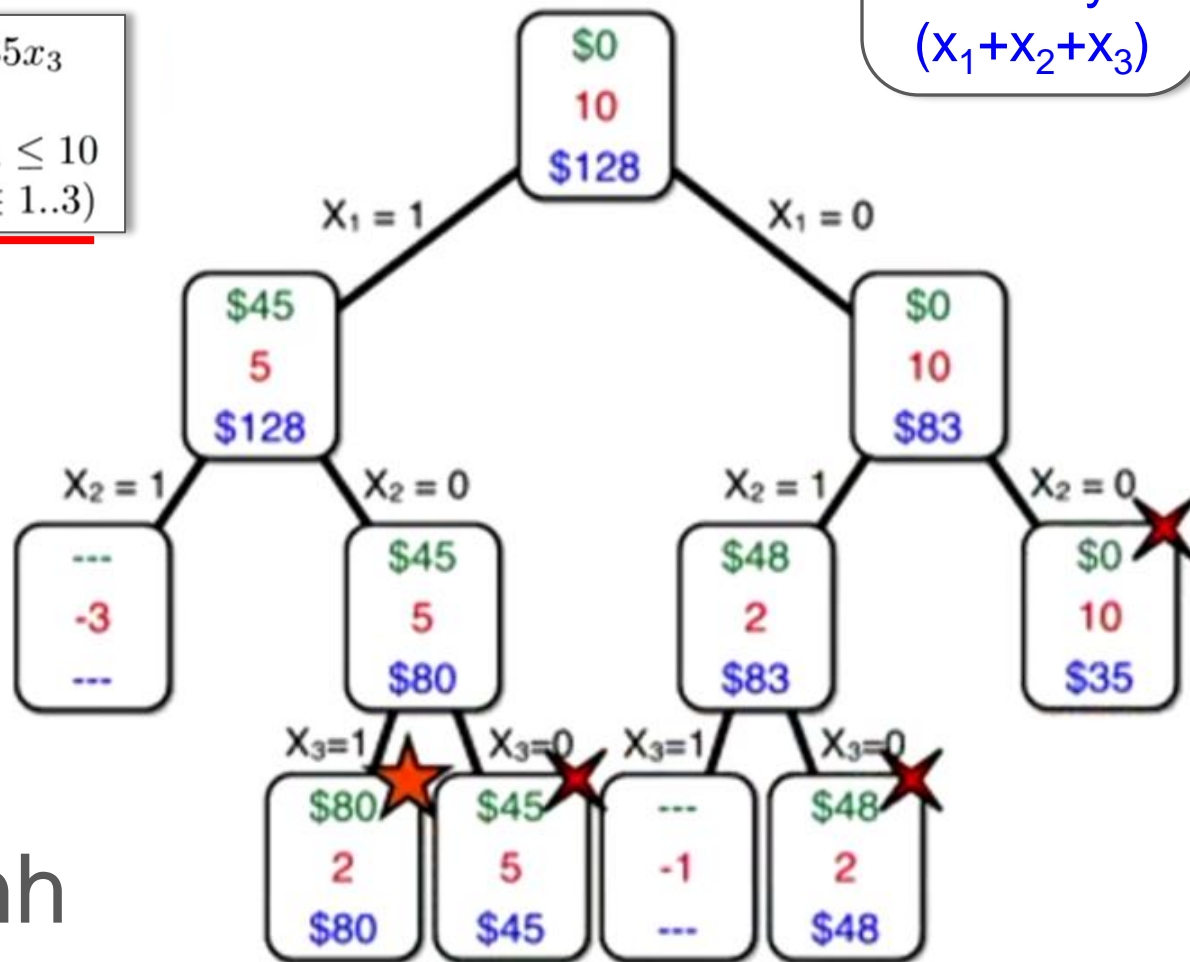 5x₃
≤ 10
1..3)
(x₁+x₂+x₃)
$0
10
$128
X₁ = 1
X₁ = 0
$45
5
$128
$0
10
$83
X₂ = 1
X₂ = 0
X₂ = 1
X₂ = 0
---
-3
---
$45
5
$80
$48
2
$83
$0
10
$35
X₃=1
X₃=0
X₃=1
X₃=0
$80
2
$80
$45
5
$45
---
-1
---
$48
2
$48